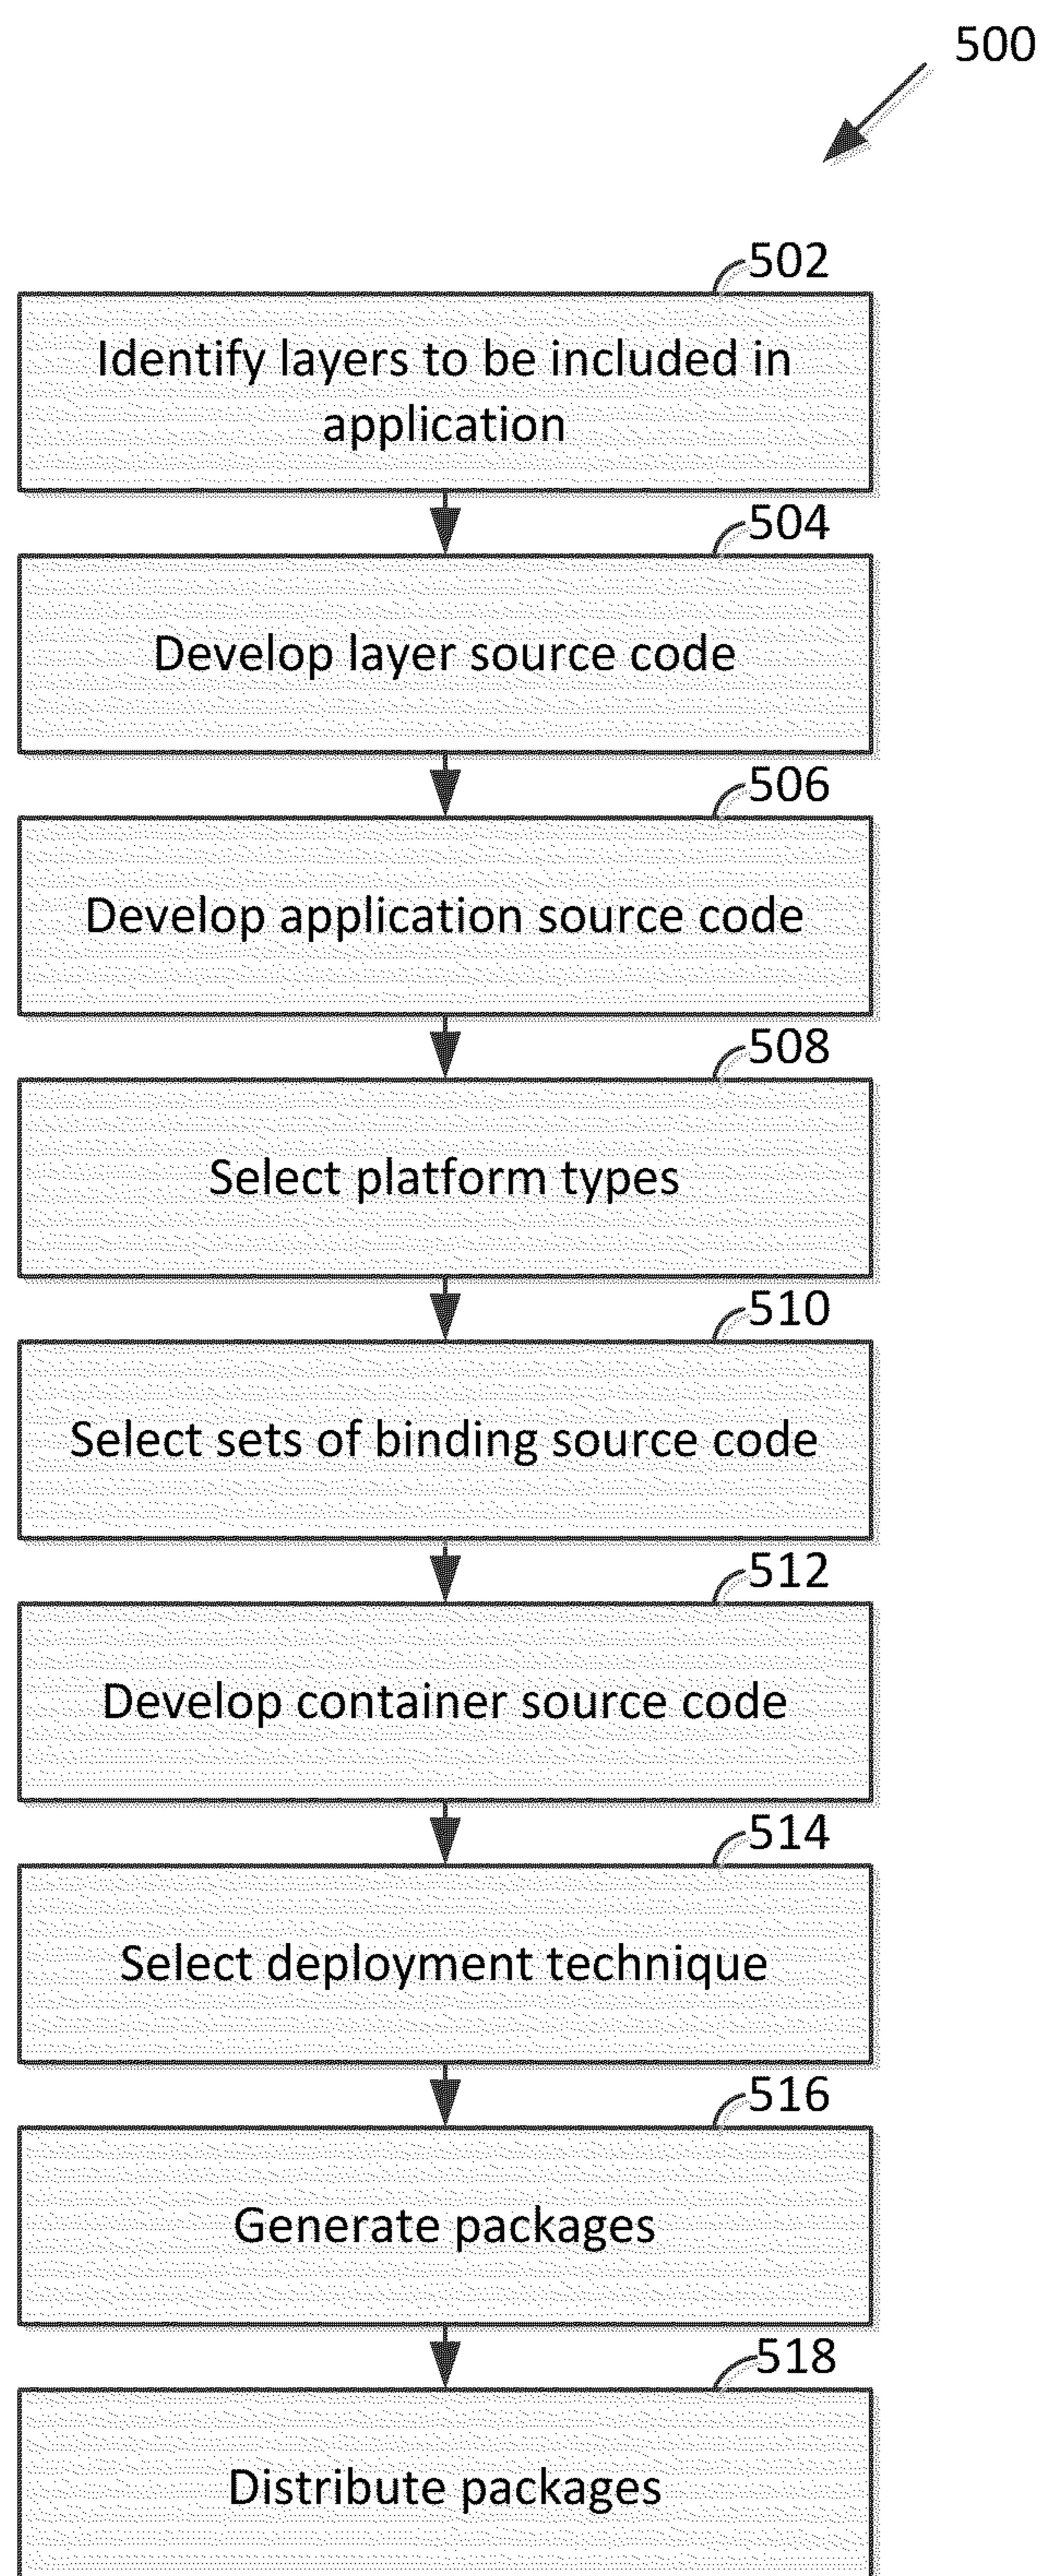 500
502
Identify layers to be included in
application
504
Develop layer source code
506
Develop application source code
508
Select platform types
510
Select sets of binding source code
512
Develop container source code
514
Select deployment technique
516
Generate packages
518
Distribute packages